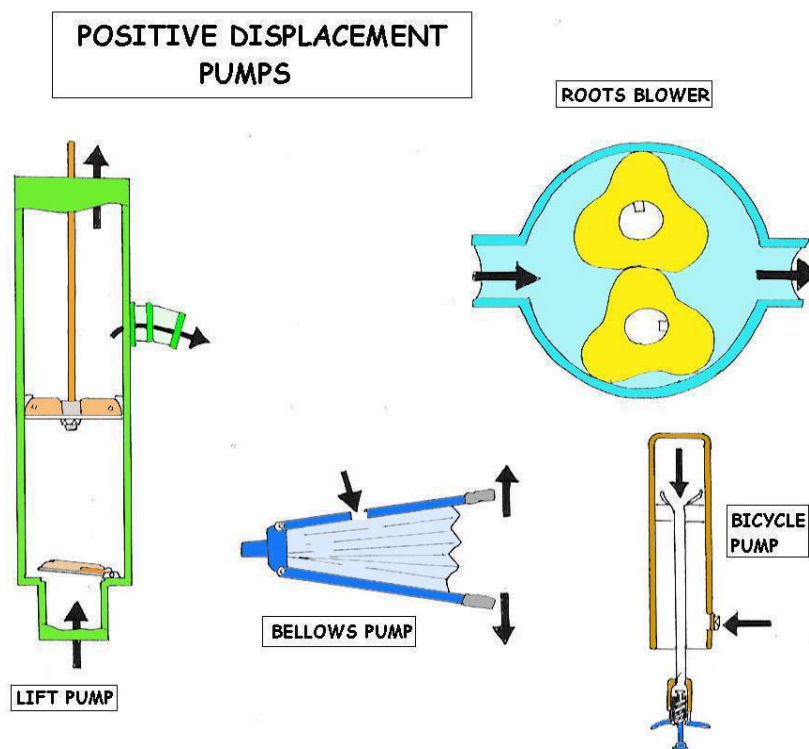 POSITIVE DISPLACEMENT
PUMPS
ROOTS BLOWER
BICYCLE
PUMP
BELLOWS PUMP
LIFT PUMP